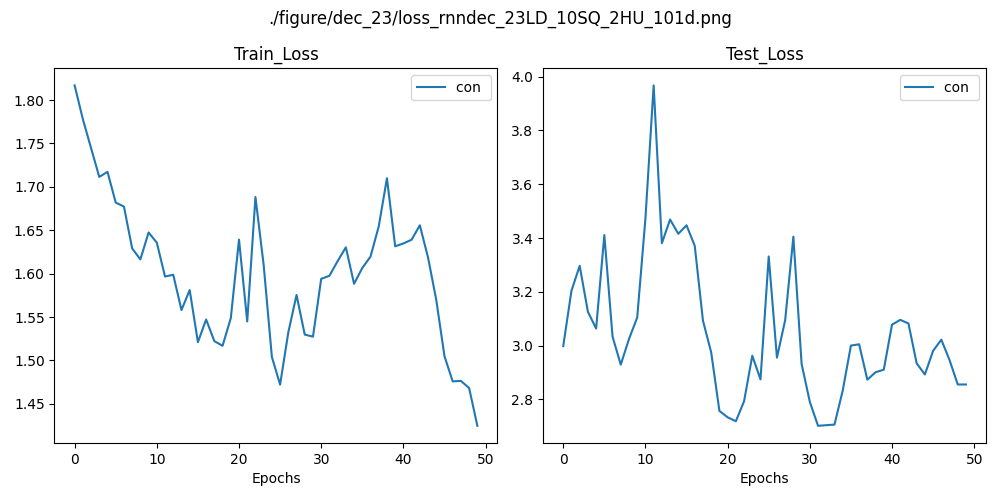 ./figure/dec_23/loss_rnndec_23LD_10SQ_2HU_101d.png
Train_Loss
con
1.80
1.75
1.70
1.65
1.60
1.55
1.50
1.45
0 10 20 30 40 50
Epochs
Test_Loss
con
4.0
3.8
3.6
3.4
3.2
3.0
2.8
0 10 20 30 40 50
Epochs